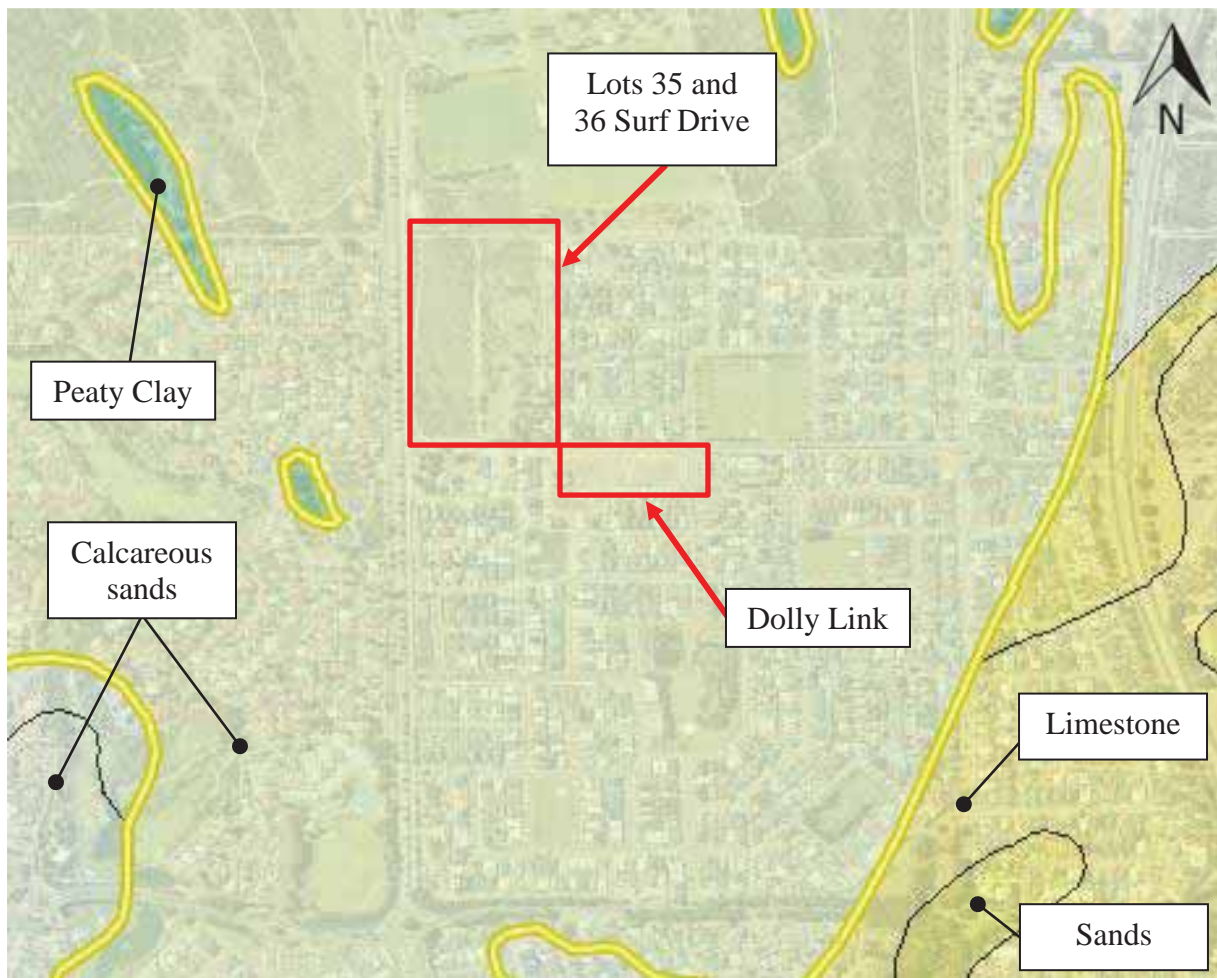 Lots 35 and
36 Surf Drive
N
Peaty Clay
Calcareous
sands
Dolly Link
Limestone
Sands